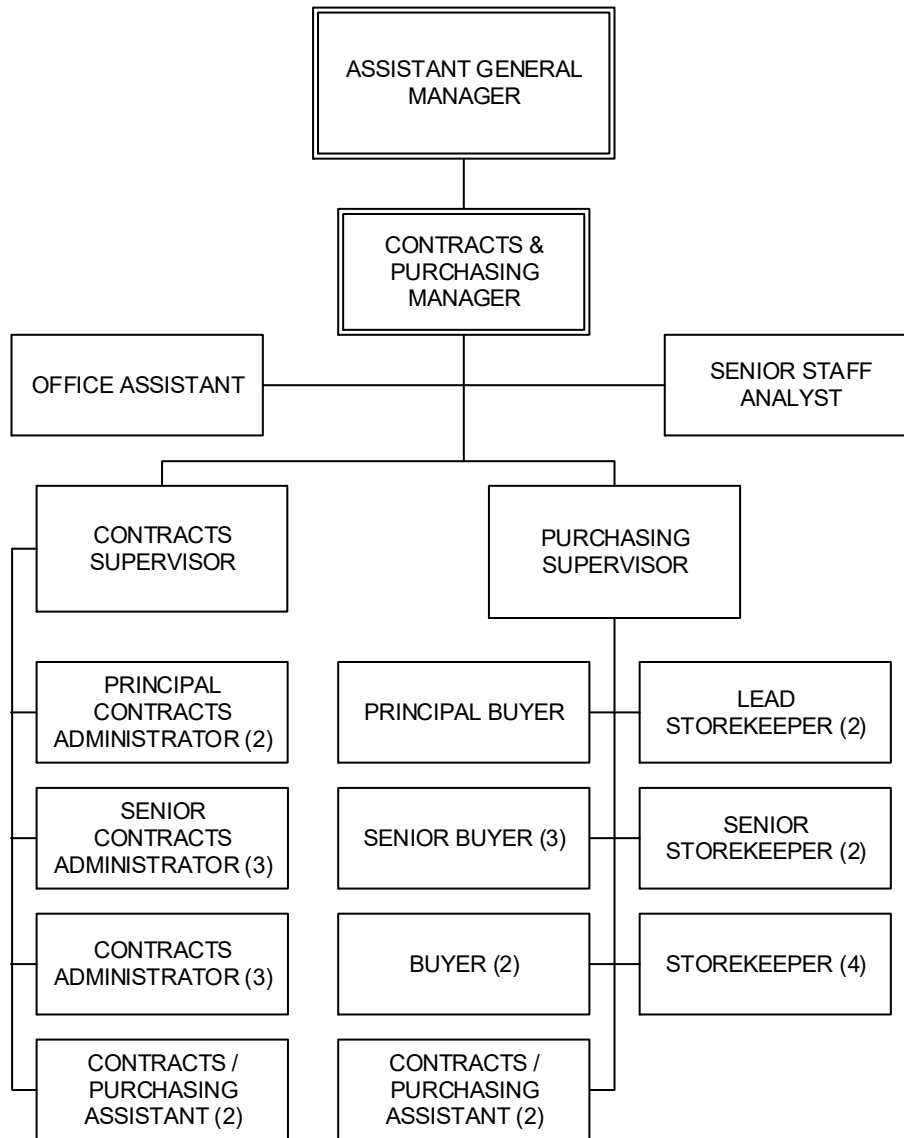 ASSISTANT GENERAL
MANAGER
CONTRACTS &
PURCHASING
MANAGER
OFFICE ASSISTANT
SENIOR STAFF
ANALYST
CONTRACTS
SUPERVISOR
PURCHASING
SUPERVISOR
PRINCIPAL
CONTRACTS
ADMINISTRATOR (2)
PRINCIPAL BUYER
LEAD
STOREKEEPER (2)
SENIOR
CONTRACTS
ADMINISTRATOR (3)
SENIOR BUYER (3)
SENIOR
STOREKEEPER (2)
CONTRACTS
ADMINISTRATOR (3)
BUYER (2)
STOREKEEPER (4)
CONTRACTS /
PURCHASING
ASSISTANT (2)
CONTRACTS /
PURCHASING
ASSISTANT (2)